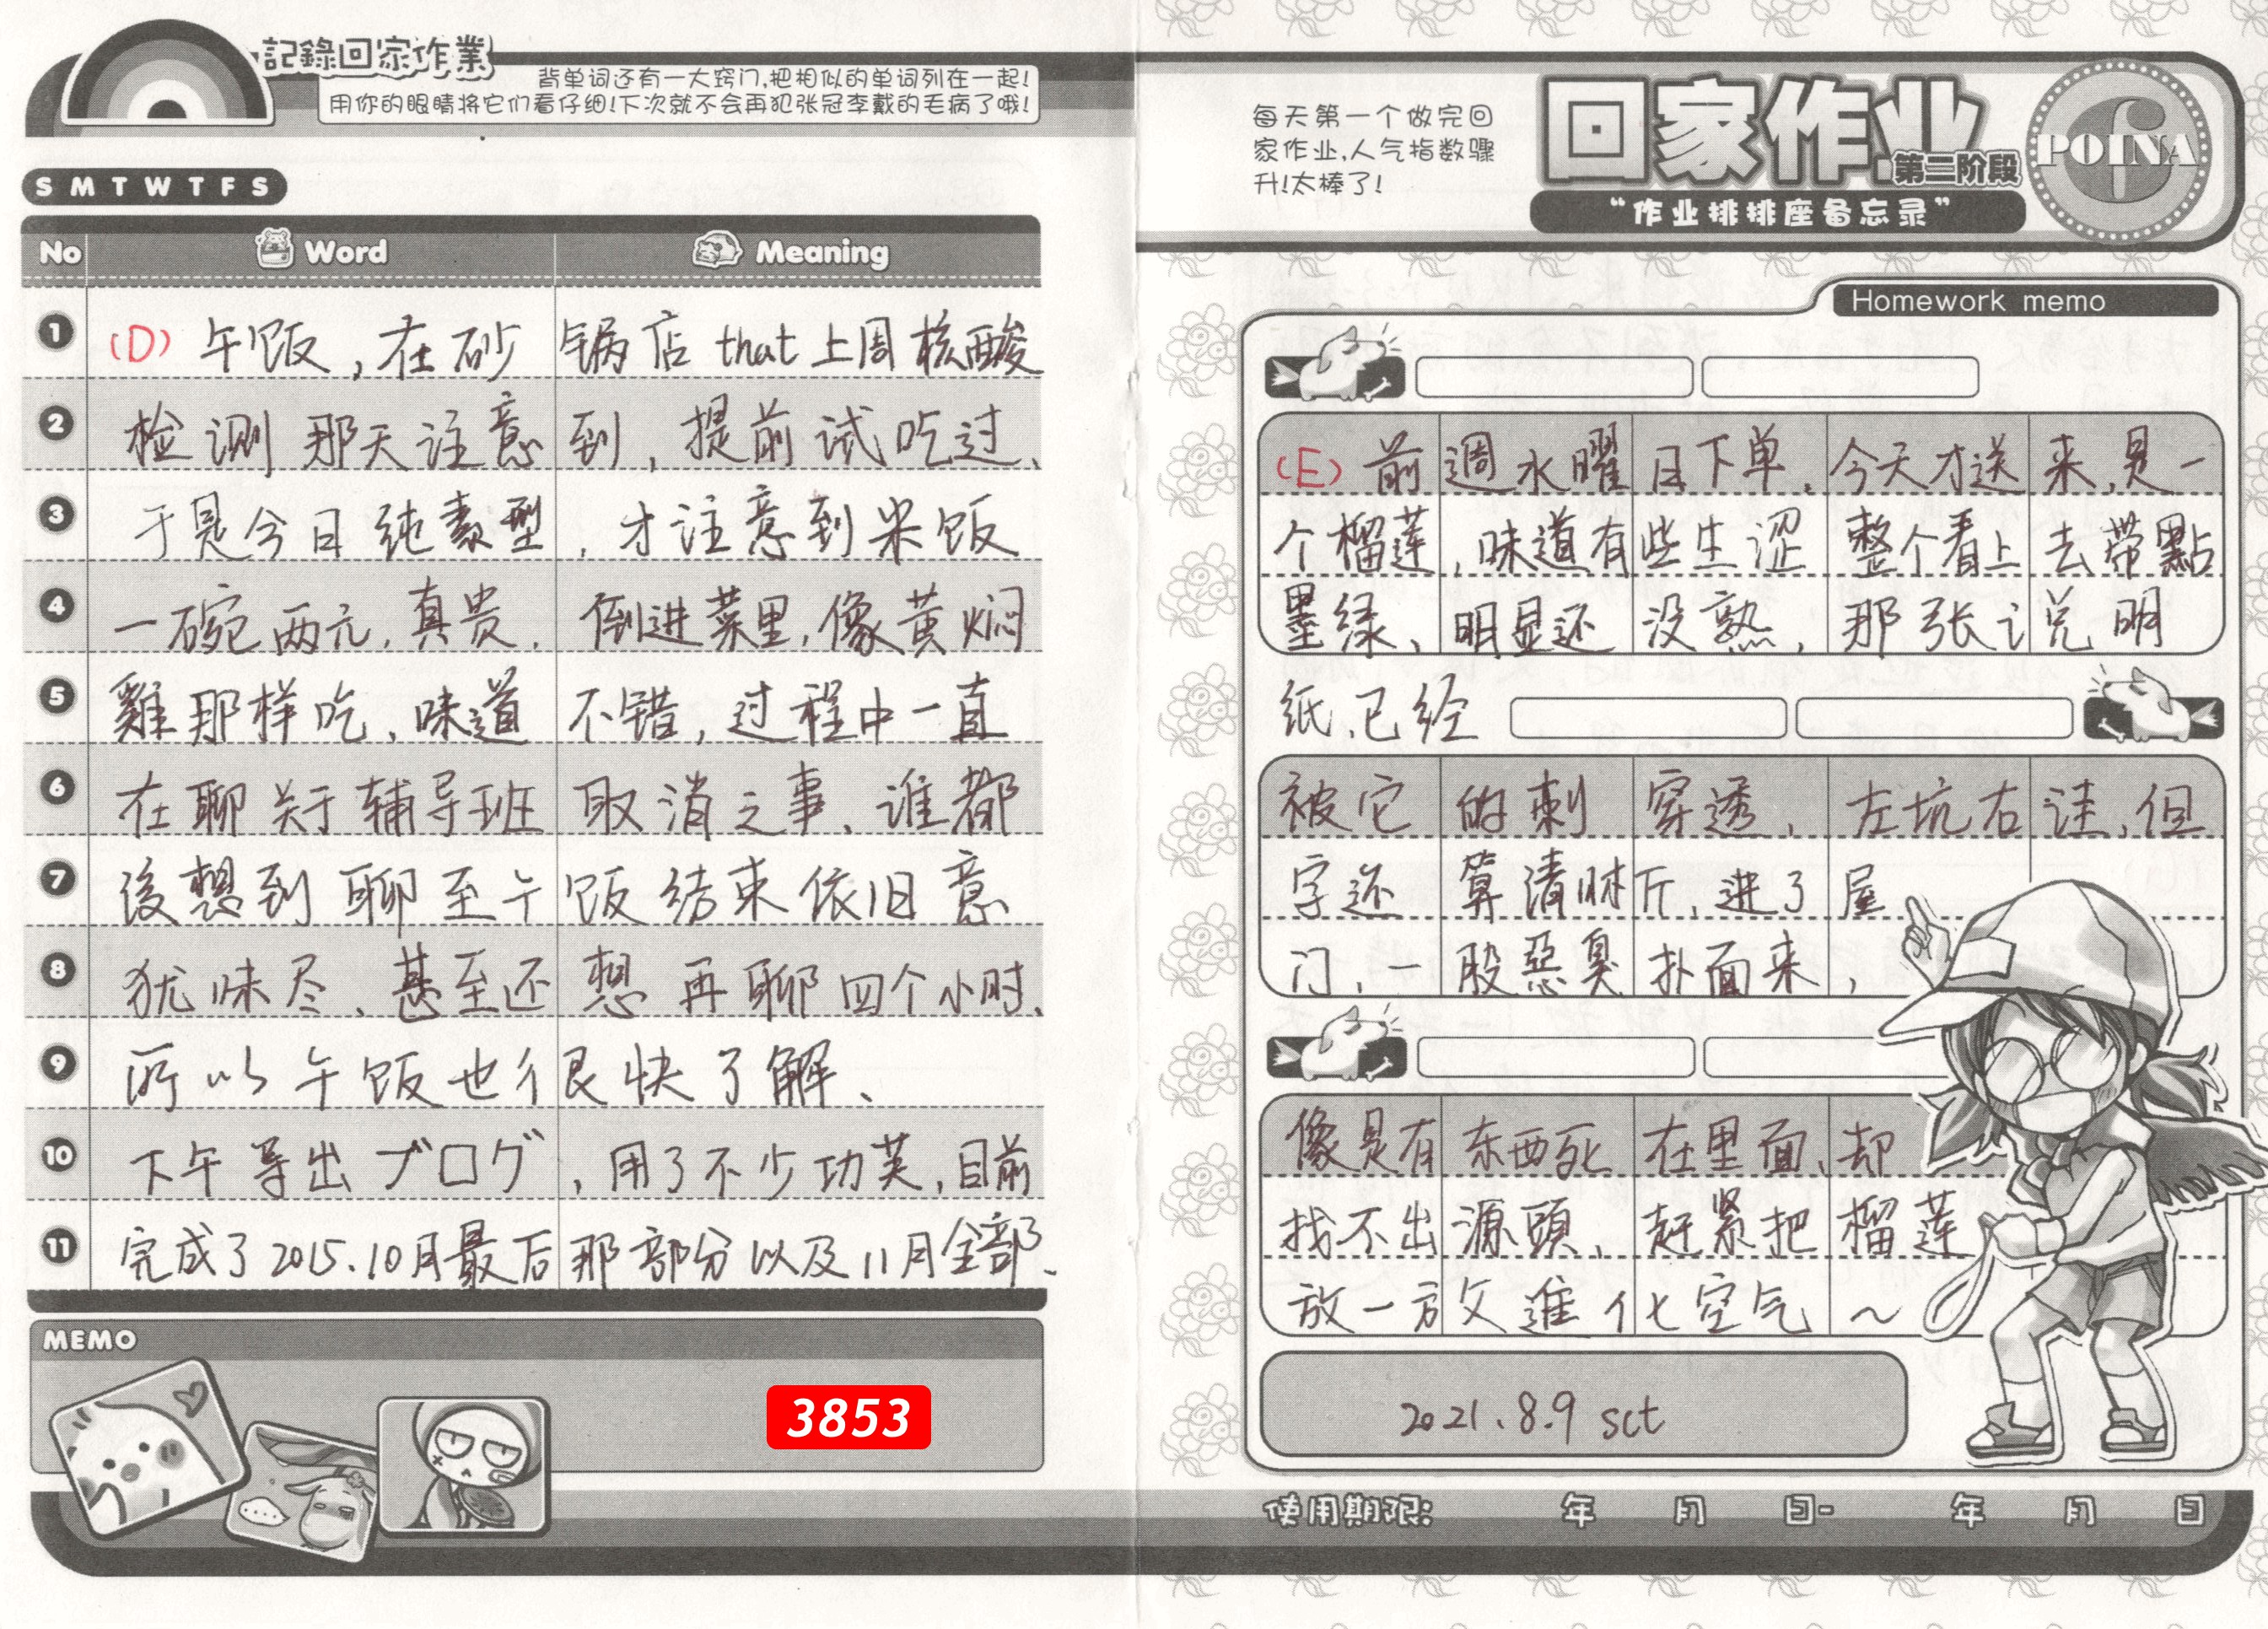 記錄回家作業
背单词还有一大窍门,把相似的单词列在一起!
用你的眼睛将它们看仔细!下次就不会再犯张冠李戴的毛病了哦!
S M T W T F S
No Word Meaning
1 (D) 午饭,在砂锅店 that 上周核酸
2 检测那天注意到,提前试吃过、
3 于是今日纯素型,才注意到米饭
4 一碗两元,真贵,倒进菜里,像黄焖
5 雞那样吃,味道不错,过程中一直
6 在聊关于辅导班取消之事、谁都
7 後想到聊至午饭结束依旧意
8 犹味尽、甚至还想再聊四个小时、
9 所以午饭也很快了解、
10 下午导出ブログ,用了不少功芙,目前
11 完成了2015.10月最后那部分以及11月全部、
MEMO
3853
每天第一个做完回
家作业,人气指数骤
升!太棒了!
回家作业
第二阶段
POINA
6
“作业排排座备忘录”
Homework memo
(E) 前週水曜日下单,今天才送来,是一
个榴莲,味道有些生涩 整个看上去带點
墨绿、明显还没熟,那张说明
纸、已经
被它的刺穿透,左坑右洼,但
字还算清晰,进了屋
门,一股惡臭扑面来,
像是有东西死在里面、却
找不出源頭、赶紧把榴莲
放一旁 進化空气~
2021.8.9 sct
使用期限: 年 月 日- 年 月 日